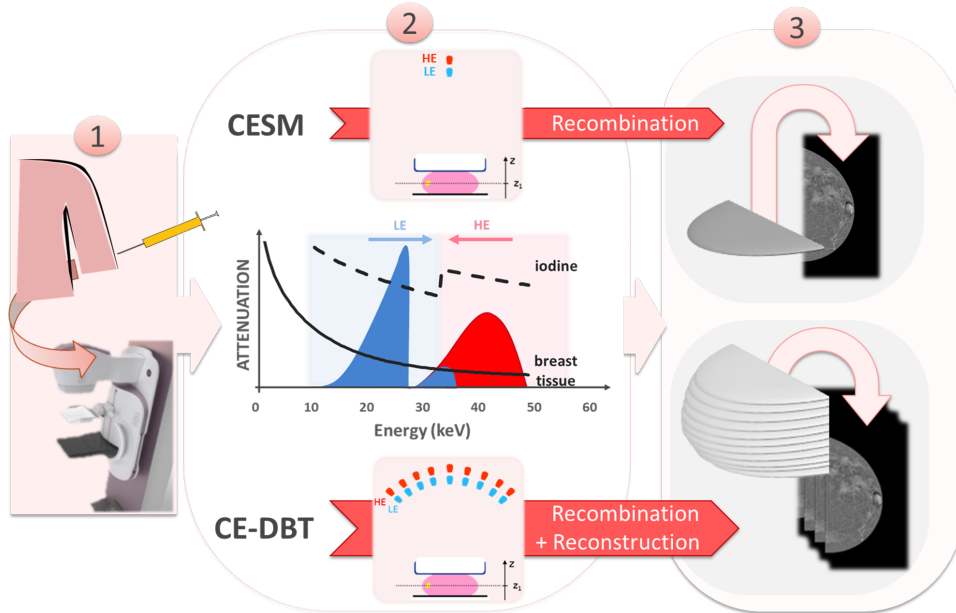 1
2
3
HE
LE
CESM
Recombination
z
z₁
LE
HE
ATTENUATION
iodine
breast
tissue
0
10
20
30
40
50
60
Energy (keV)
HE
LE
CE-DBT
Recombination
+ Reconstruction
z
z₁